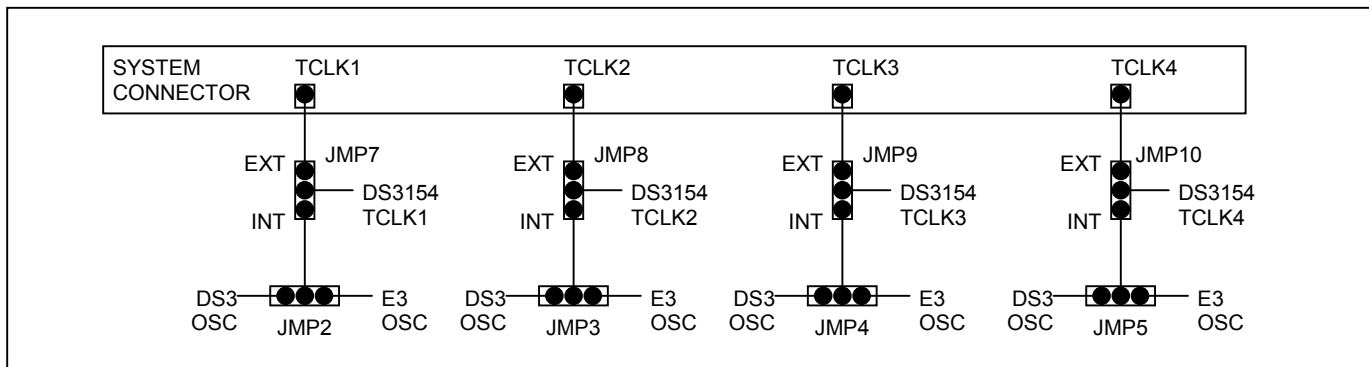 SYSTEM
CONNECTOR
TCLK1
TCLK2
TCLK3
TCLK4
EXT
JMP7
DS3154
TCLK1
INT
DS3
OSC
E3
OSC
JMP2
EXT
JMP8
DS3154
TCLK2
INT
DS3
OSC
E3
OSC
JMP3
EXT
JMP9
DS3154
TCLK3
INT
DS3
OSC
E3
OSC
JMP4
EXT
JMP10
DS3154
TCLK4
INT
DS3
OSC
E3
OSC
JMP5